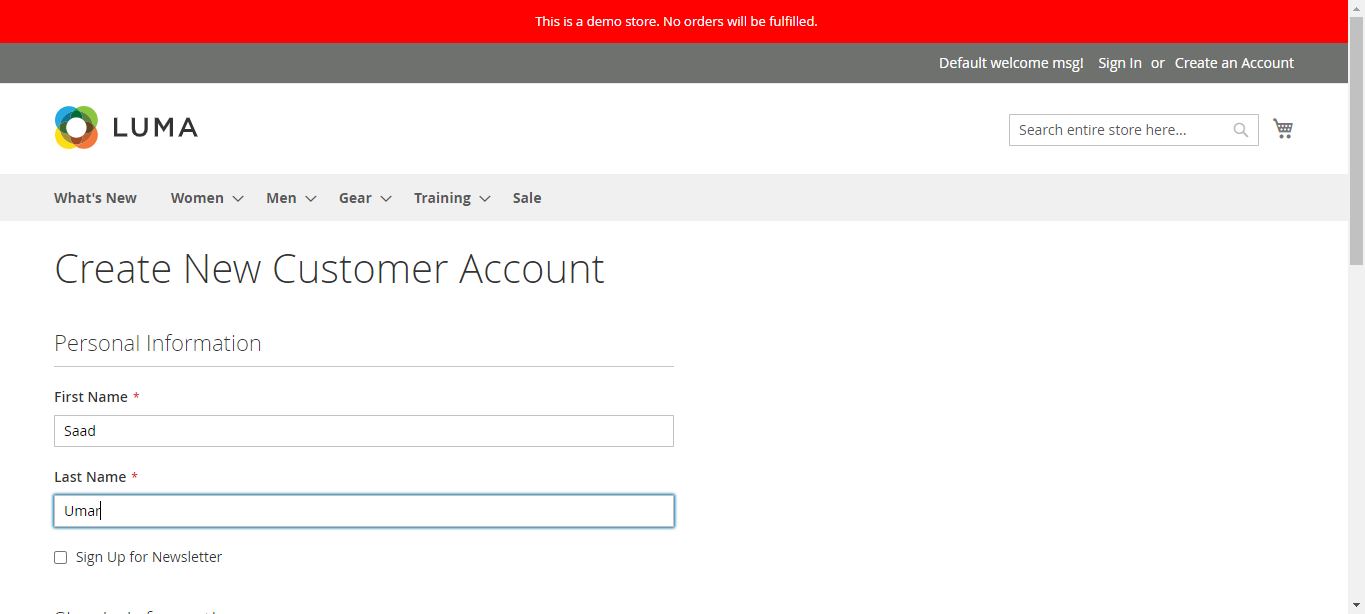 This is a demo store. No orders will be fulfilled.
Default welcome msg! Sign In or Create an Account
LUMA
Search entire store here...
What's New Women Men Gear Training Sale
Create New Customer Account
Personal Information
First Name *
Saad
Last Name *
Umar
Sign Up for Newsletter